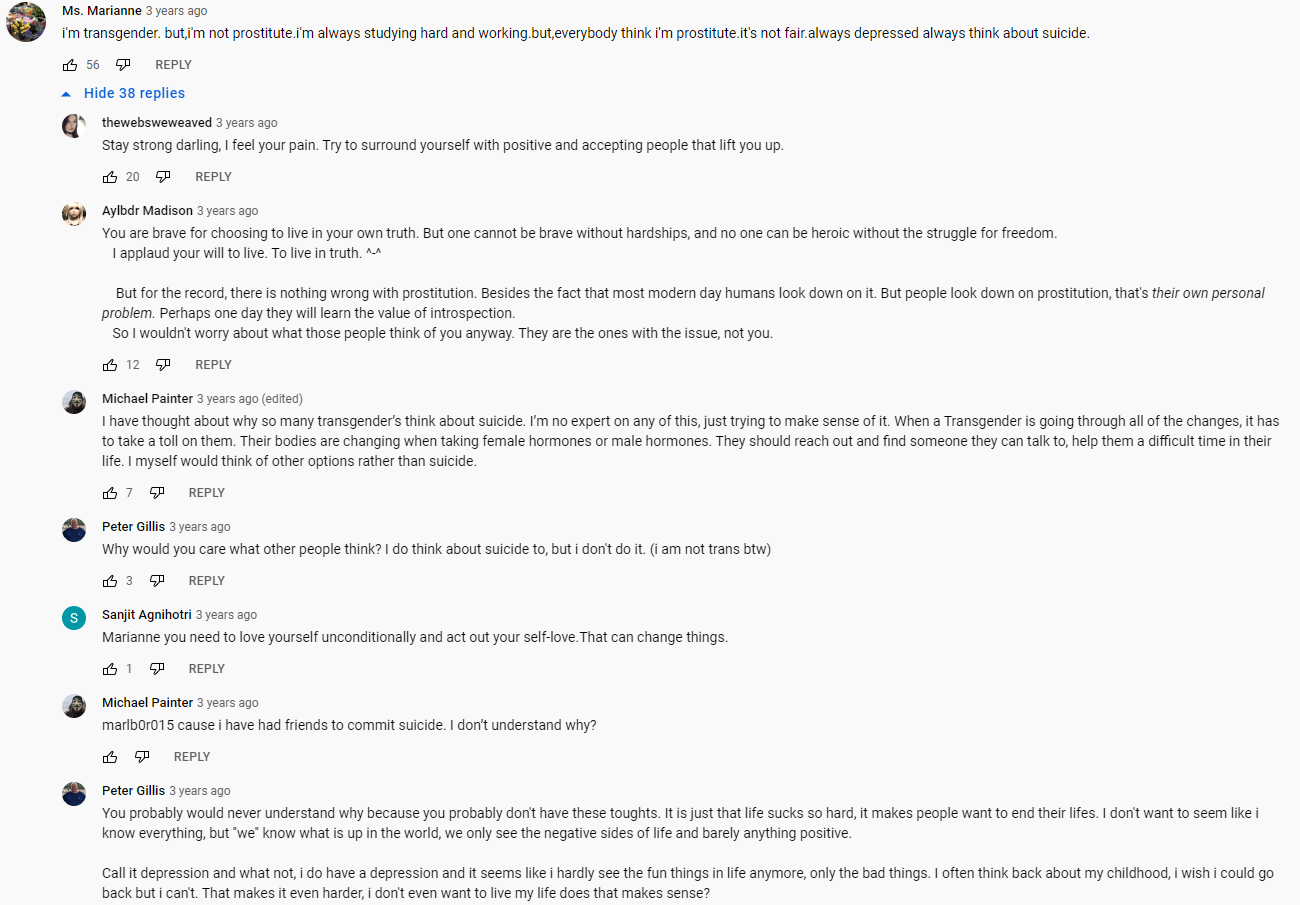 Ms. Marianne 3 years ago
i'm transgender. but,i'm not prostitute.i'm always studying hard and working.but,everybody think i'm prostitute.it's not fair.always depressed always think about suicide.
56 REPLY
Hide 38 replies
thewebsweweaved 3 years ago
Stay strong darling, I feel your pain. Try to surround yourself with positive and accepting people that lift you up.
20 REPLY
Aylbdr Madison 3 years ago
You are brave for choosing to live in your own truth. But one cannot be brave without hardships, and no one can be heroic without the struggle for freedom.
I applaud your will to live. To live in truth. ^-^
But for the record, there is nothing wrong with prostitution. Besides the fact that most modern day humans look down on it. But people look down on prostitution, that's their own personal
problem. Perhaps one day they will learn the value of introspection.
So I wouldn't worry about what those people think of you anyway. They are the ones with the issue, not you.
12 REPLY
Michael Painter 3 years ago (edited)
I have thought about why so many transgender's think about suicide. I'm no expert on any of this, just trying to make sense of it. When a Transgender is going through all of the changes, it has
to take a toll on them. Their bodies are changing when taking female hormones or male hormones. They should reach out and find someone they can talk to, help them a difficult time in their
life. I myself would think of other options rather than suicide.
7 REPLY
Peter Gillis 3 years ago
Why would you care what other people think? I do think about suicide to, but i don't do it. (i am not trans btw)
3 REPLY
S
Sanjit Agnihotri 3 years ago
Marianne you need to love yourself unconditionally and act out your self-love.That can change things.
1 REPLY
Michael Painter 3 years ago
marlb0r015 cause i have had friends to commit suicide. I don't understand why?
REPLY
Peter Gillis 3 years ago
You probably would never understand why because you probably don't have these toughts. It is just that life sucks so hard, it makes people want to end their lifes. I don't want to seem like i
know everything, but "we" know what is up in the world, we only see the negative sides of life and barely anything positive.
Call it depression and what not, i do have a depression and it seems like i hardly see the fun things in life anymore, only the bad things. I often think back about my childhood, i wish i could go
back but i can't. That makes it even harder, i don't even want to live my life does that makes sense?